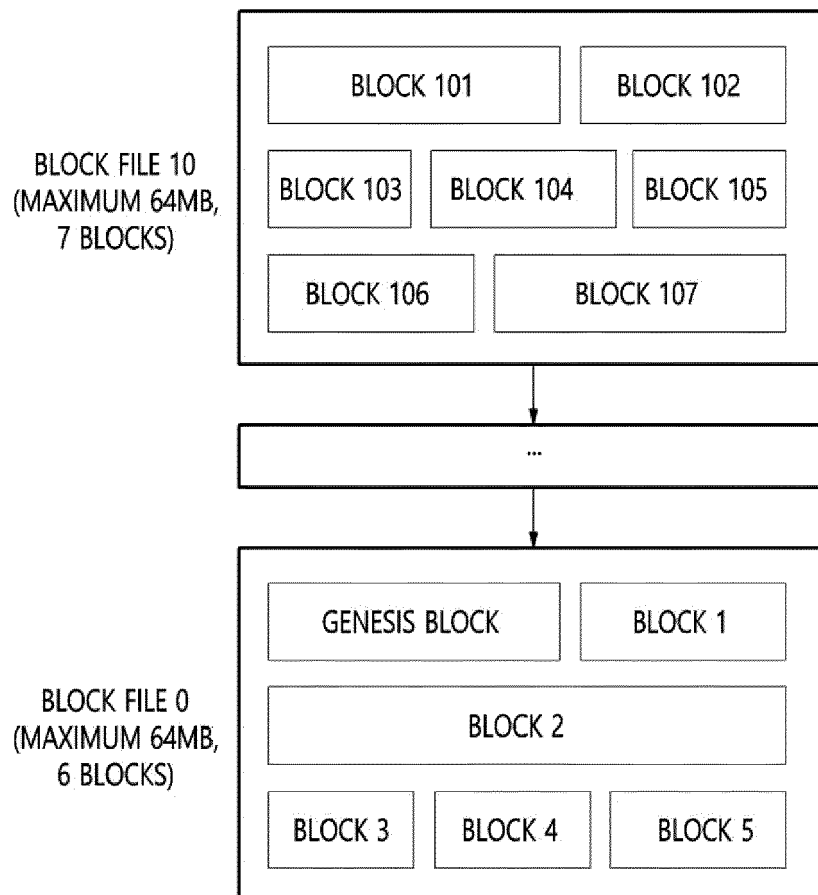 BLOCK 101
BLOCK 102
BLOCK FILE 10
(MAXIMUM 64MB,
7 BLOCKS)
BLOCK 103
BLOCK 104
BLOCK 105
BLOCK 106
BLOCK 107
...
GENESIS BLOCK
BLOCK 1
BLOCK FILE 0
(MAXIMUM 64MB,
6 BLOCKS)
BLOCK 2
BLOCK 3
BLOCK 4
BLOCK 5